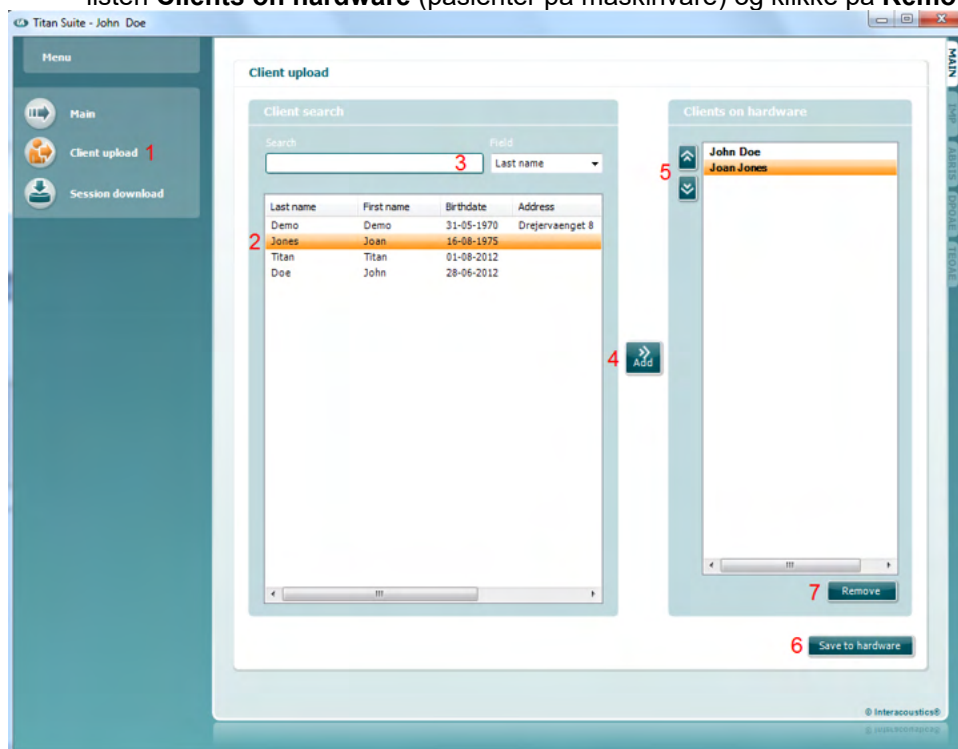 listen Clients on hardware (pasienter på maskinvare) og klikke på Remo
Titan Suite - John Doe
Menu
Main
Client upload 1
Session download
Client upload
Client search
Search
Field
3
Last name
Last name First name Birthdate Address
Demo Demo 31-05-1970 Drejervaenget 8
2 Jones Joan 16-08-1975
Titan Titan 01-08-2012
Doe John 28-06-2012
4 Add
Clients on hardware
5
John Doe
Joan Jones
7 Remove
6 Save to hardware
MAIN
IMP
ABRIS
DPOAE
TEOAE
© Interacoustics®